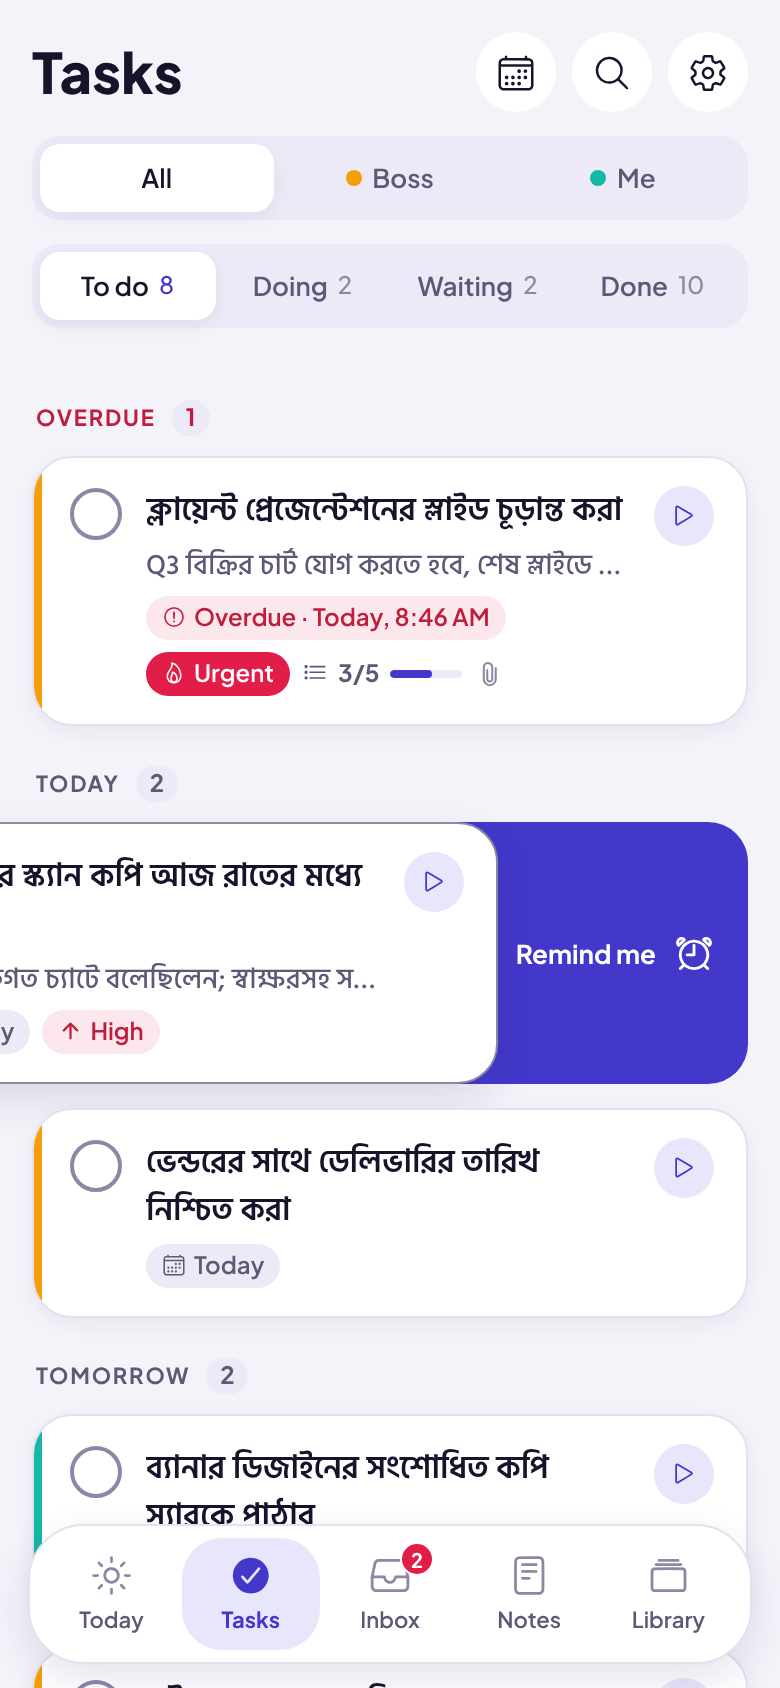 Tasks
All
Boss
Me
To do 8
Doing 2
Waiting 2
Done 10
OVERDUE 1
ক্লায়েন্ট প্রেজেন্টেশনের স্লাইড চূড়ান্ত করা
Q3 বিক্রির চার্ট যোগ করতে হবে, শেষ স্লাইডে ...
Overdue · Today, 8:46 AM
Urgent
3/5
TODAY 2
র স্ক্যান কপি আজ রাতের মধ্যে
চ্যাটে বলেছিলেন; স্বাক্ষরসহ স...
y
High
Remind me
ভেন্ডরের সাথে ডেলিভারির তারিখ
নিশ্চিত করা
Today
TOMORROW 2
ব্যানার ডিজাইনের সংশোধিত কপি
স্যারকে পাঠার
Today
Tasks
Inbox
2
Notes
Library